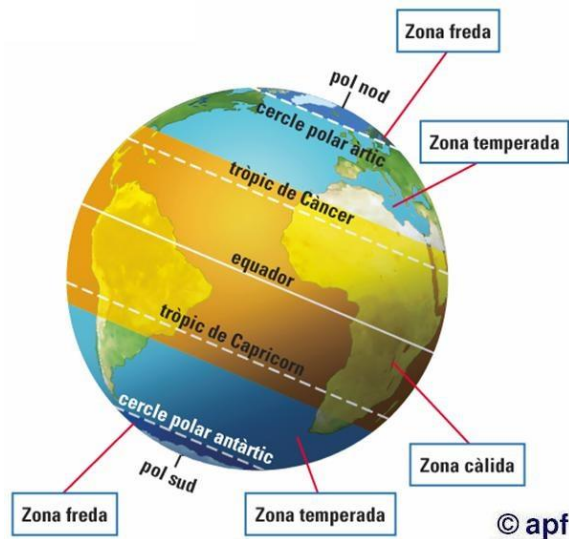 Zona freda
pol nod
cercle polar àrtic
Zona temperada
tròpic de Càncer
equador
tròpic de Capricorn
cercle polar antàrtic
Zona càlida
pol sud
Zona freda
Zona temperada
© apf